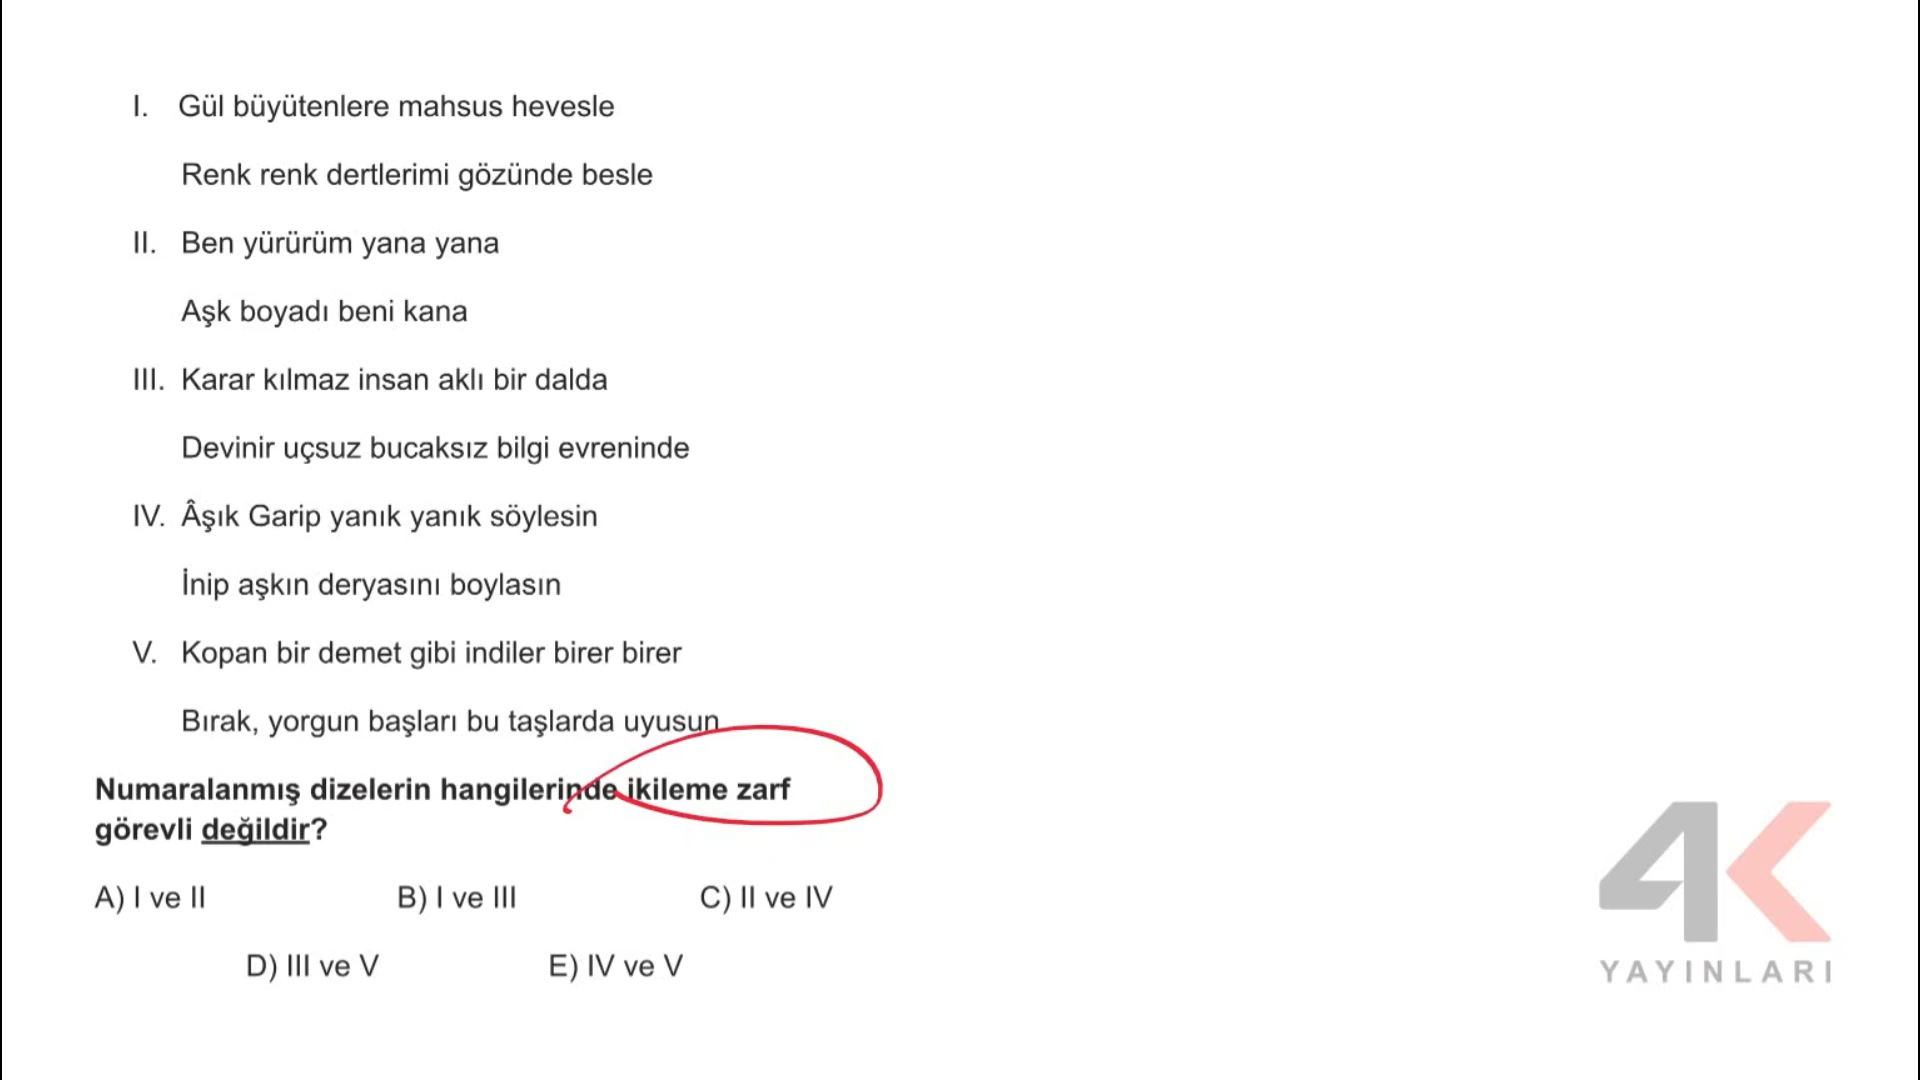 I. Gül büyütenlere mahsus hevesle
Renk renk dertlerimi gözünde besle
II. Ben yürürüm yana yana
Aşk boyadı beni kana
III. Karar kılmaz insan aklı bir dalda
Devinir uçsuz bucaksız bilgi evreninde
IV. Âşık Garip yanık yanık söylesin
İnip aşkın deryasını boylasın
V. Kopan bir demet gibi indiler birer birer
Bırak, yorgun başları bu taşlarda uyusun
Numaralanmış dizelerin hangilerinde ikileme zarf
görevli değildir?
A) I ve II B) I ve III C) II ve IV
D) III ve V E) IV ve V
4K
YAYINLARI